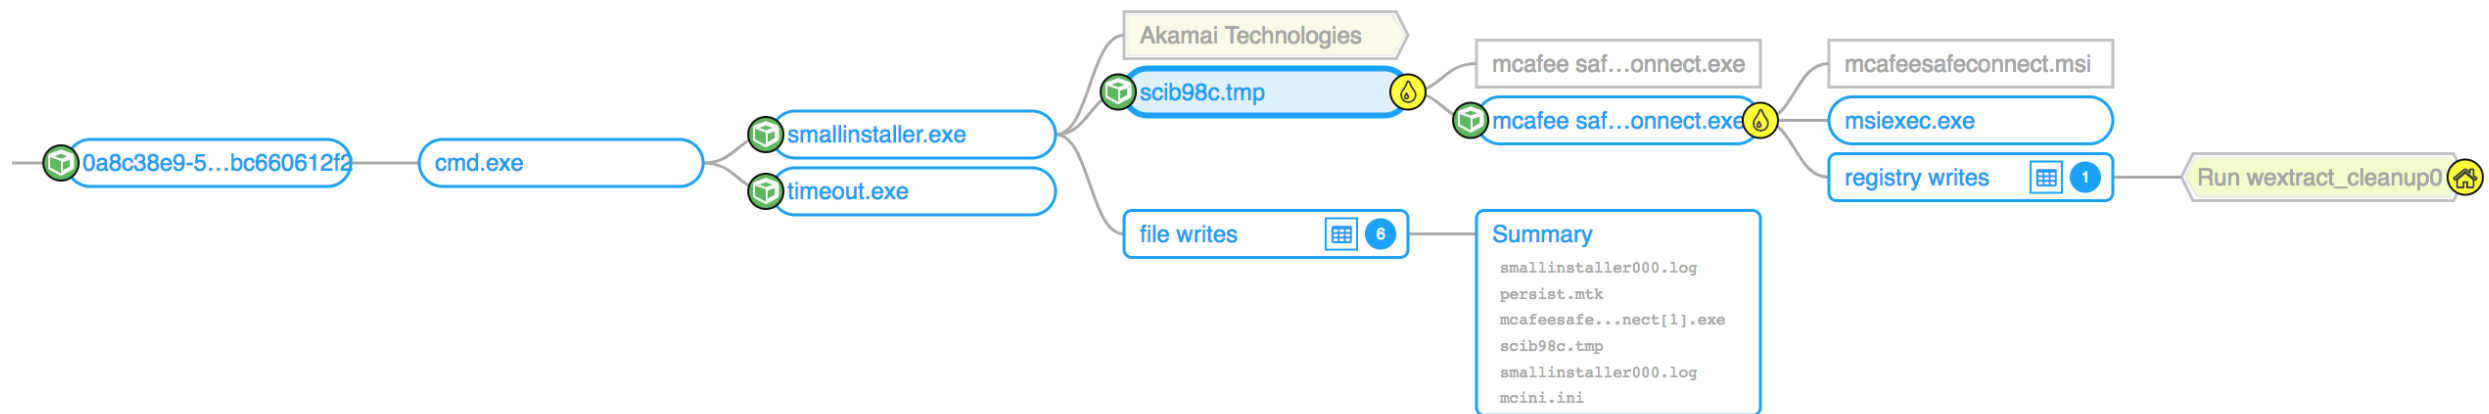 0a8c38e9-5...bc660612f2
cmd.exe
smallinstaller.exe
timeout.exe
Akamai Technologies
scib98c.tmp
file writes 6
mcafee saf...onnect.exe
mcafee saf...onnect.exe
Summary
smallinstaller000.log
persist.mtk
mcafeesafe...nect[1].exe
scib98c.tmp
smallinstaller000.log
mcini.ini
mcafeesafeconnect.msi
msiexec.exe
registry writes 1
Run wextract_cleanup0